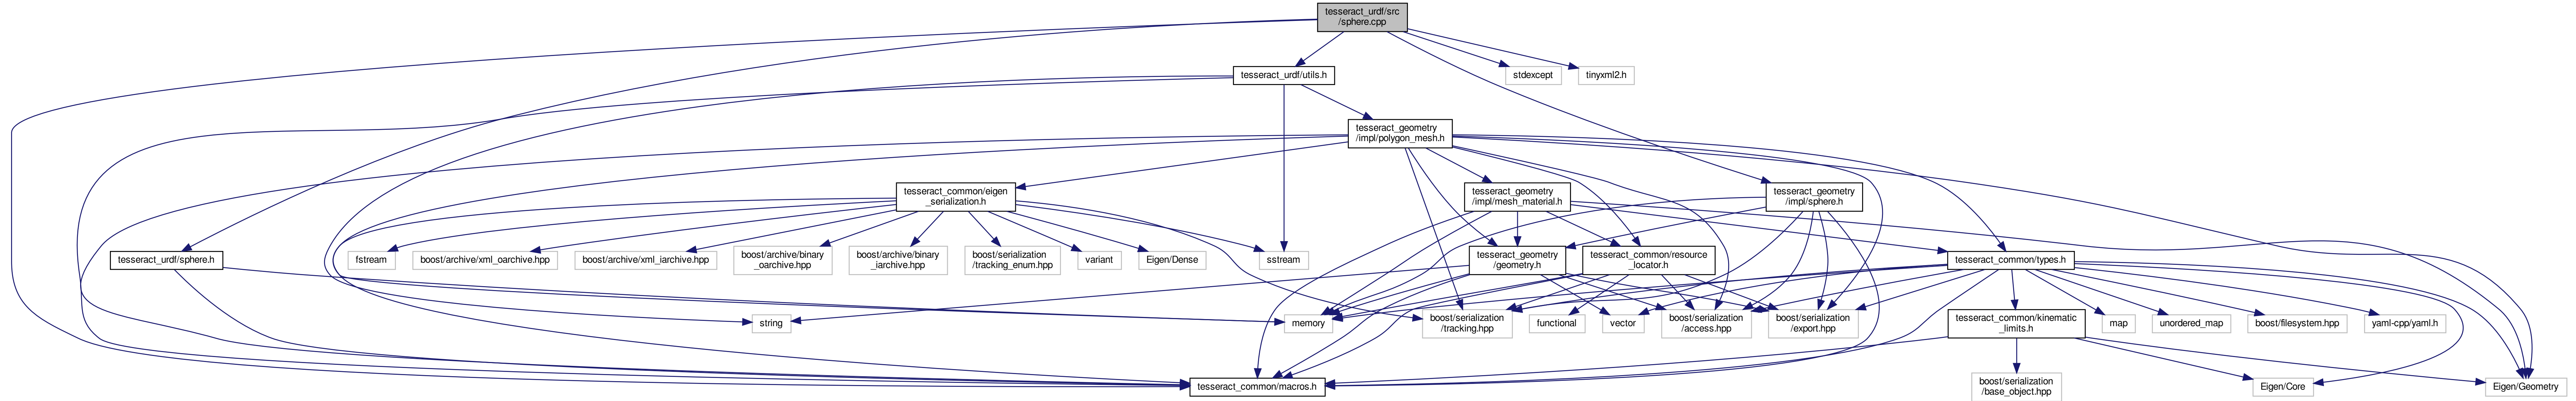 tesseract_urdf/src
/sphere.cpp
tesseract_urdf/utils.h
stdexcept
tinyxml2.h
tesseract_geometry
/impl/polygon_mesh.h
tesseract_common/eigen
_serialization.h
tesseract_geometry
/impl/mesh_material.h
tesseract_geometry
/impl/sphere.h
tesseract_urdf/sphere.h
fstream
boost/archive/xml_oarchive.hpp
boost/archive/xml_iarchive.hpp
boost/archive/binary
_oarchive.hpp
boost/archive/binary
_iarchive.hpp
boost/serialization
/tracking_enum.hpp
variant
Eigen/Dense
sstream
tesseract_geometry
/geometry.h
tesseract_common/resource
_locator.h
tesseract_common/types.h
string
memory
boost/serialization
/tracking.hpp
functional
vector
boost/serialization
/access.hpp
boost/serialization
/export.hpp
tesseract_common/kinematic
_limits.h
map
unordered_map
boost/filesystem.hpp
yaml-cpp/yaml.h
tesseract_common/macros.h
boost/serialization
/base_object.hpp
Eigen/Core
Eigen/Geometry